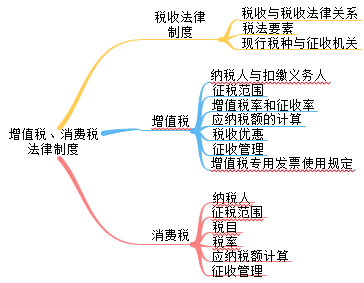 增值税、消费税
法律制度
税收法律
制度
税收与税收法律关系
税法要素
现行税种与征收机关
增值税
纳税人与扣缴义务人
征税范围
增值税率和征收率
应纳税额的计算
税收优惠
征收管理
增值税专用发票使用规定
消费税
纳税人
征税范围
税目
税率
应纳税额计算
征收管理